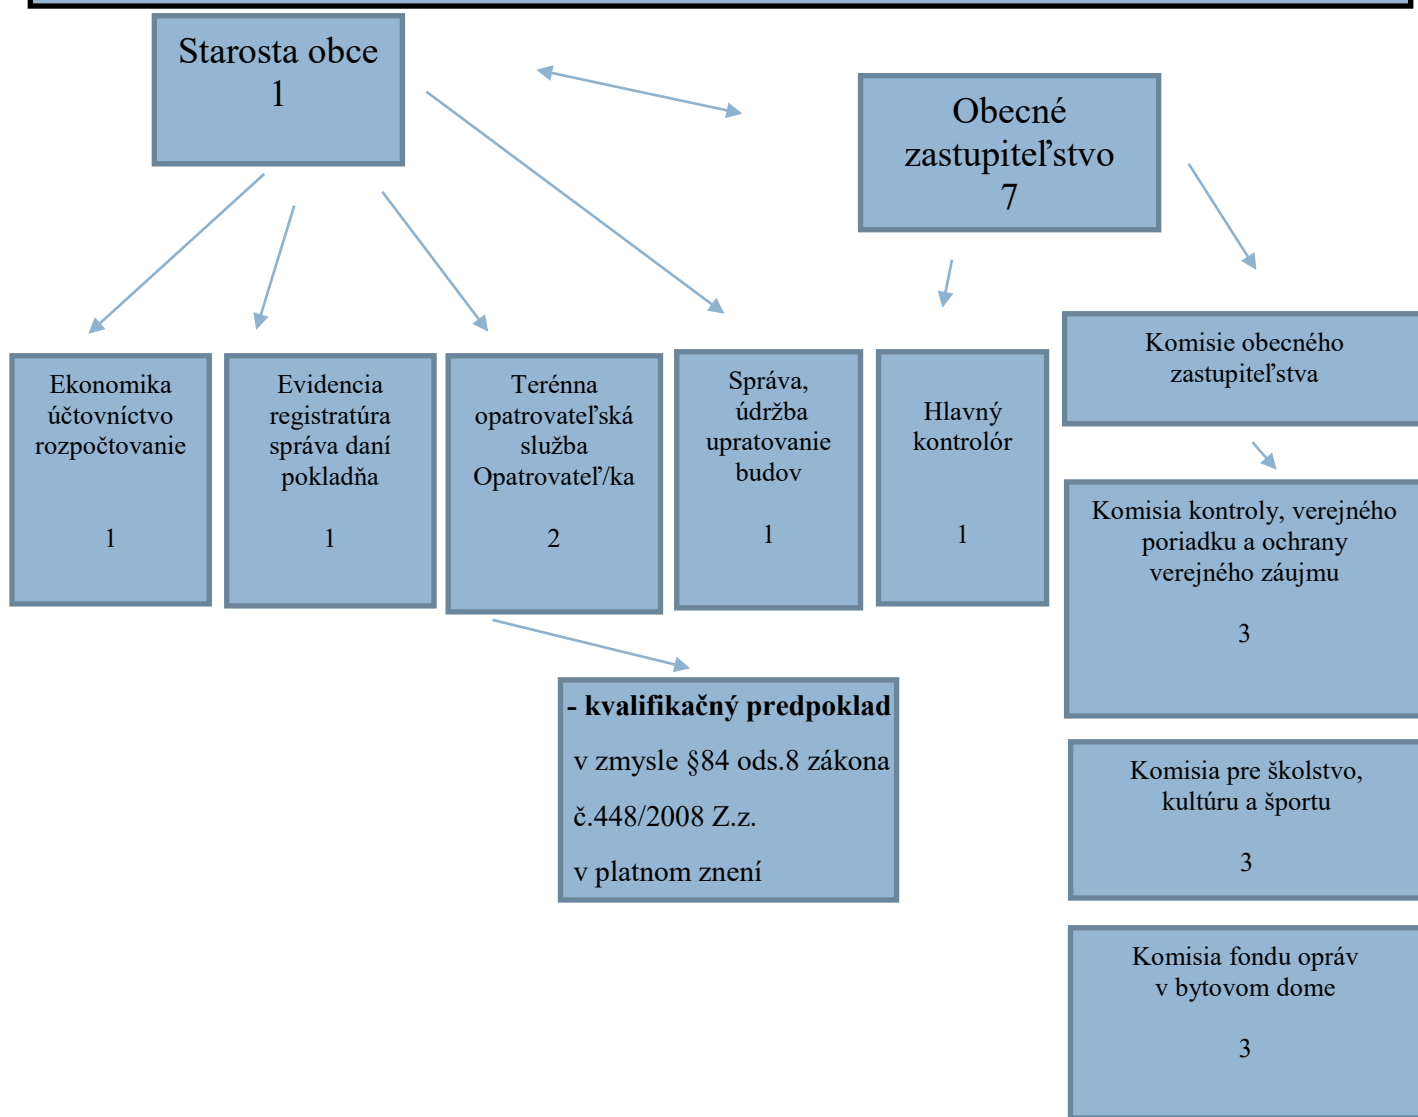 Starosta obce
1
Obecné
zastupiteľstvo
7
Ekonomika
účtovníctvo
rozpočtovanie
1
Evidencia
registratúra
správa daní
pokladňa
1
Terénna
opatrovateľská
služba
Opatrovateľ/ka
2
Správa,
údržba
upratovanie
budov
1
Hlavný
kontrolór
1
Komisie obecného
zastupiteľstva
Komisia kontroly, verejného
poriadku a ochrany
verejného záujmu
3
- kvalifikačný predpoklad
v zmysle §84 ods.8 zákona
č.448/2008 Z.z.
v platnom znení
Komisia pre školstvo,
kultúru a športu
3
Komisia fondu opráv
v bytovom dome
3